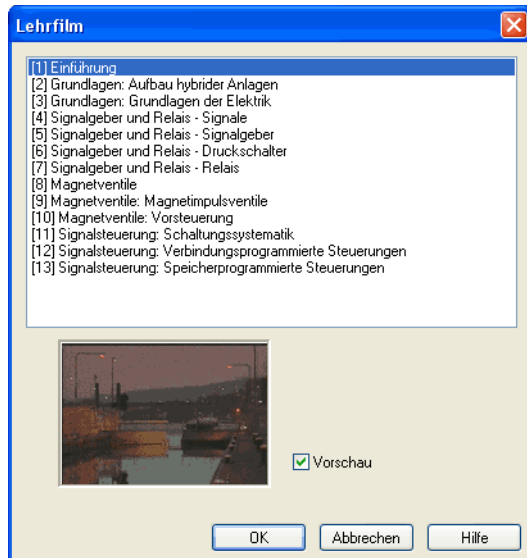 Lehrfilm
[1] Einführung
[2] Grundlagen: Aufbau hybrider Anlagen
[3] Grundlagen: Grundlagen der Elektrik
[4] Signalgeber und Relais - Signale
[5] Signalgeber und Relais - Signalgeber
[6] Signalgeber und Relais - Druckschalter
[7] Signalgeber und Relais - Relais
[8] Magnetventile
[9] Magnetventile: Magnetimpulsventile
[10] Magnetventile: Vorsteuerung
[11] Signalsteuerung: Schaltungssystematik
[12] Signalsteuerung: Verbindungsprogrammierte Steuerungen
[13] Signalsteuerung: Speicherprogrammierte Steuerungen
Vorschau
OK Abbrechen Hilfe